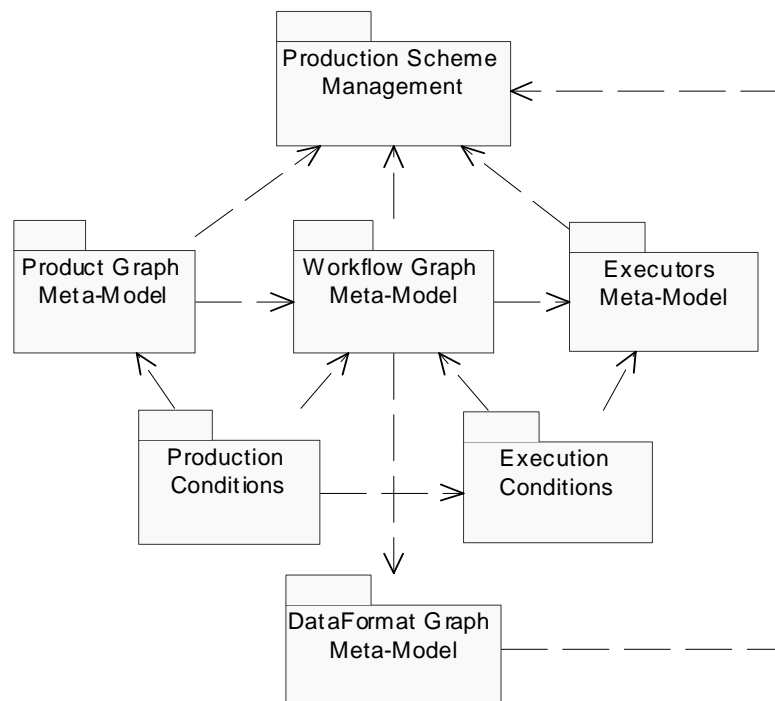 Production Scheme
Management
Product Graph
Meta-Model
Workflow Graph
Meta-Model
Executors
Meta-Model
Production
Conditions
Execution
Conditions
DataFormat Graph
Meta-Model